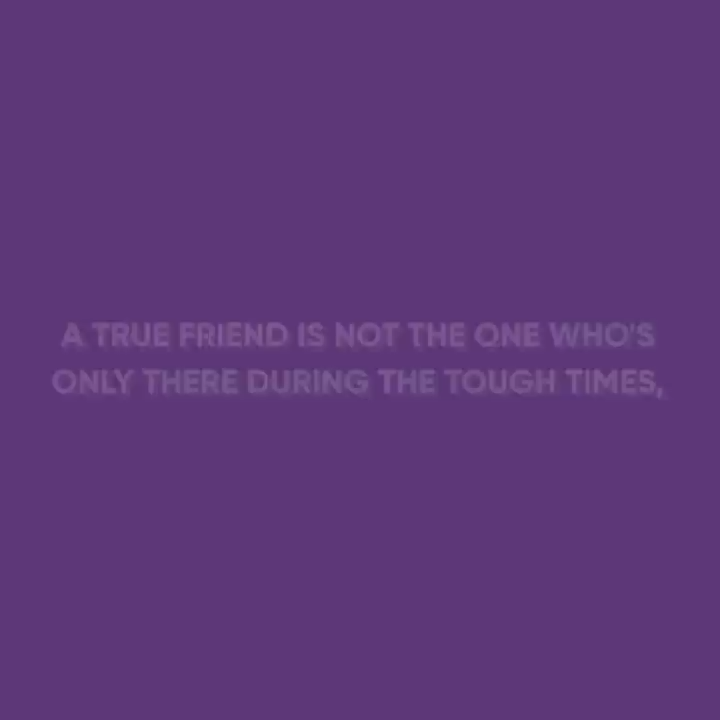 A TRUE FRIEND IS NOT THE ONE WHO'S
ONLY THERE DURING THE TOUGH TIMES,